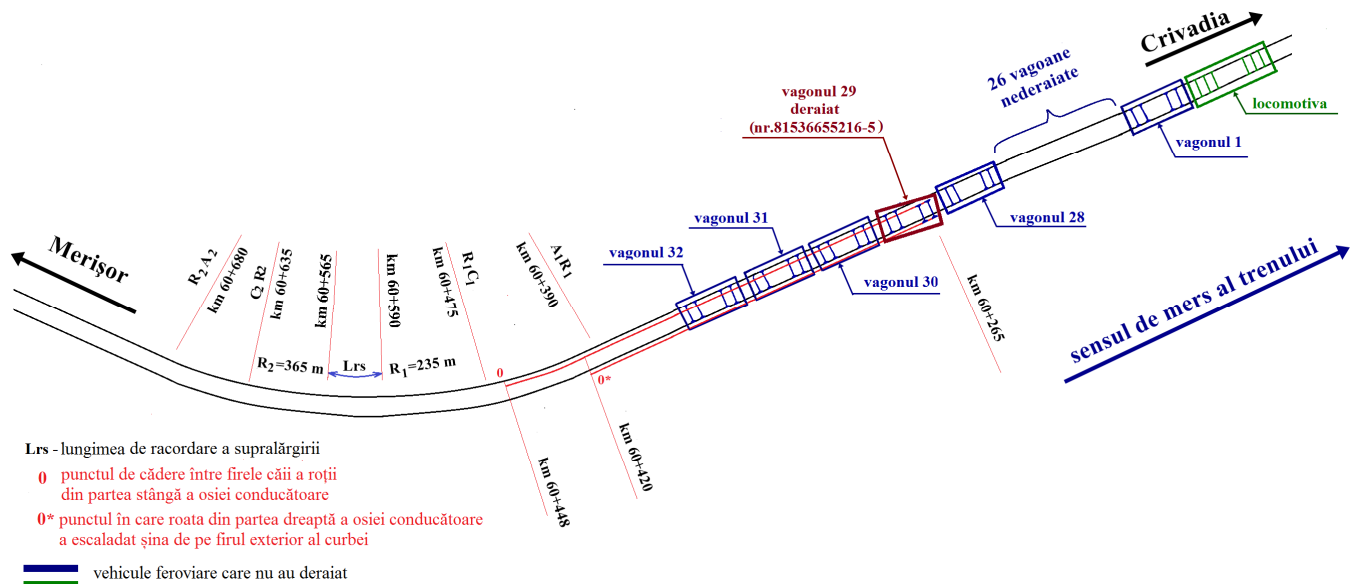 Crivadia
26 vagoane
nederaiate
vagonul 29
deraiat
(nr.81536655216-5)
locomotiva
vagonul 1
vagonul 28
vagonul 31
vagonul 32
vagonul 30
Merișor
R2 A2
km 60+680
C2 R2
km 60+635
km 60+565
km 60+590
R1C1
km 60+475
A1R1
km 60+390
km 60+265
sensul de mers al trenului
R2=365 m
Lrs
R1=235 m
0
0*
km 60+448
km 60+420
Lrs - lungimea de racordare a supralărgirii
0 punctul de cădere între firele căii a roții
din partea stângă a osiei conducătoare
0* punctul în care roata din partea dreaptă a osiei conducătoare
a escaladat șina de pe firul exterior al curbei
vehicule feroviare care nu au deraiat